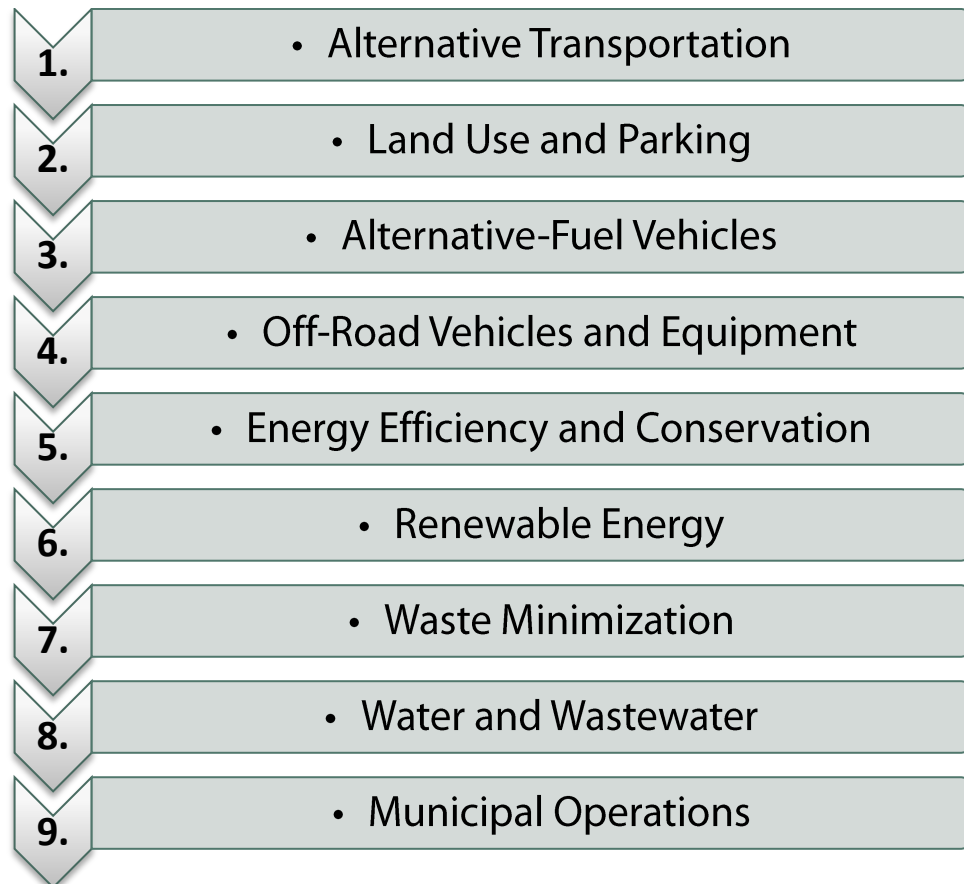 1. • Alternative Transportation
2. • Land Use and Parking
3. • Alternative-Fuel Vehicles
4. • Off-Road Vehicles and Equipment
5. • Energy Efficiency and Conservation
6. • Renewable Energy
7. • Waste Minimization
8. • Water and Wastewater
9. • Municipal Operations